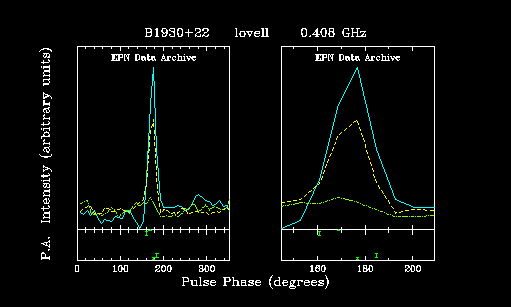 B1930+22 lovell 0.408 GHz
EPN Data Archive EPN Data Archive
P.A. Intensity (arbitrary units)
0 100 200 300 160 180 200
Pulse Phase (degrees)